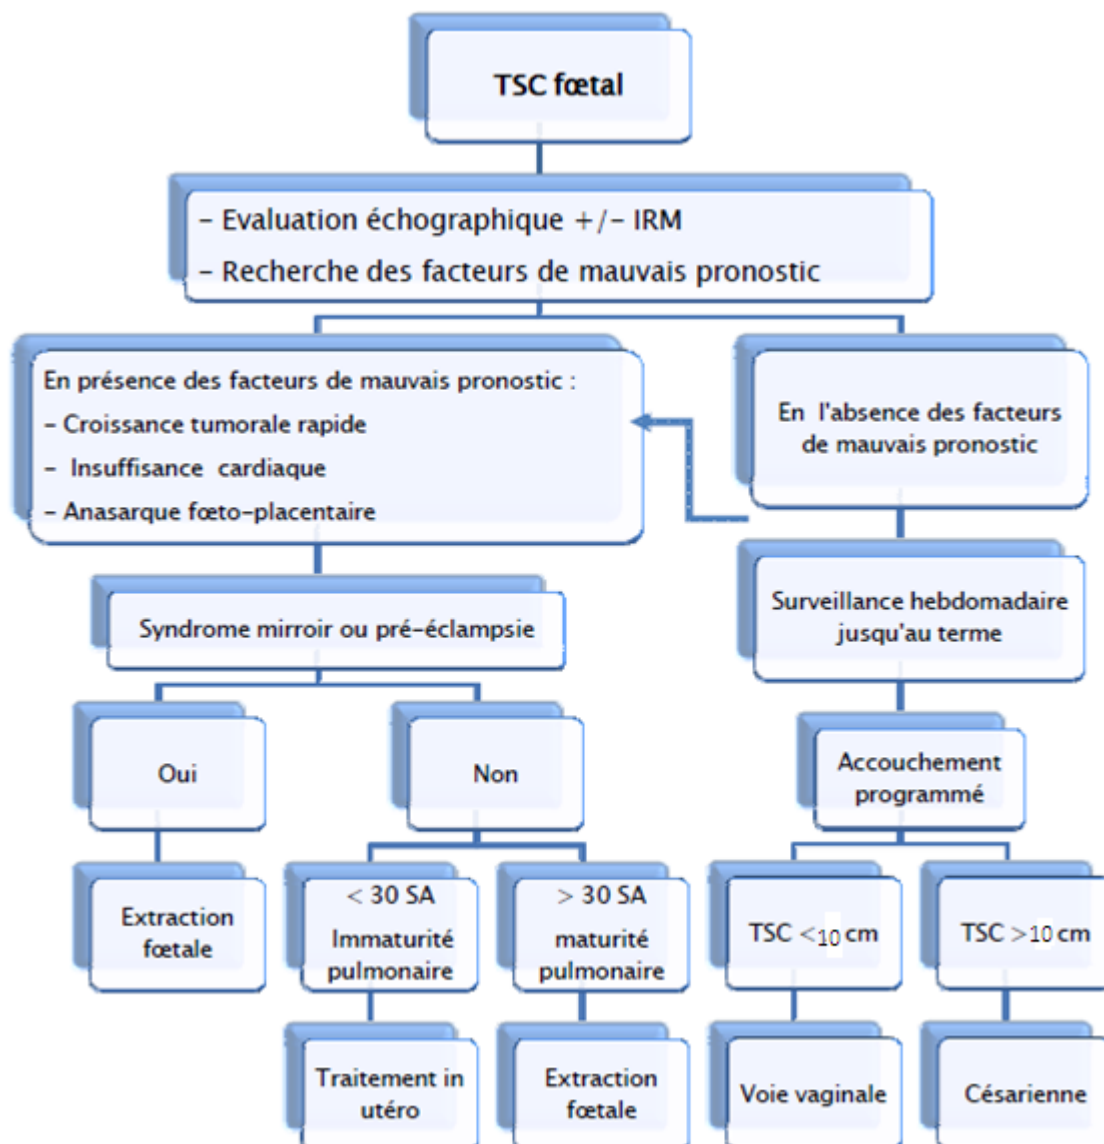 TSC fœtal
- Evaluation échographique +/- IRM
- Recherche des facteurs de mauvais pronostic
En présence des facteurs de mauvais pronostic :
- Croissance tumorale rapide
- Insuffisance cardiaque
- Anasarque fœto-placentaire
En l'absence des facteurs
de mauvais pronostic
Syndrome mirroir ou pré-éclampsie
Surveillance hebdomadaire
jusqu'au terme
Oui
Non
Accouchement
programmé
Extraction
fœtale
< 30 SA
Immaturité
pulmonaire
> 30 SA
maturité
pulmonaire
TSC <10 cm
TSC >10 cm
Traitement in
utéro
Extraction
fœtale
Voie vaginale
Césarienne